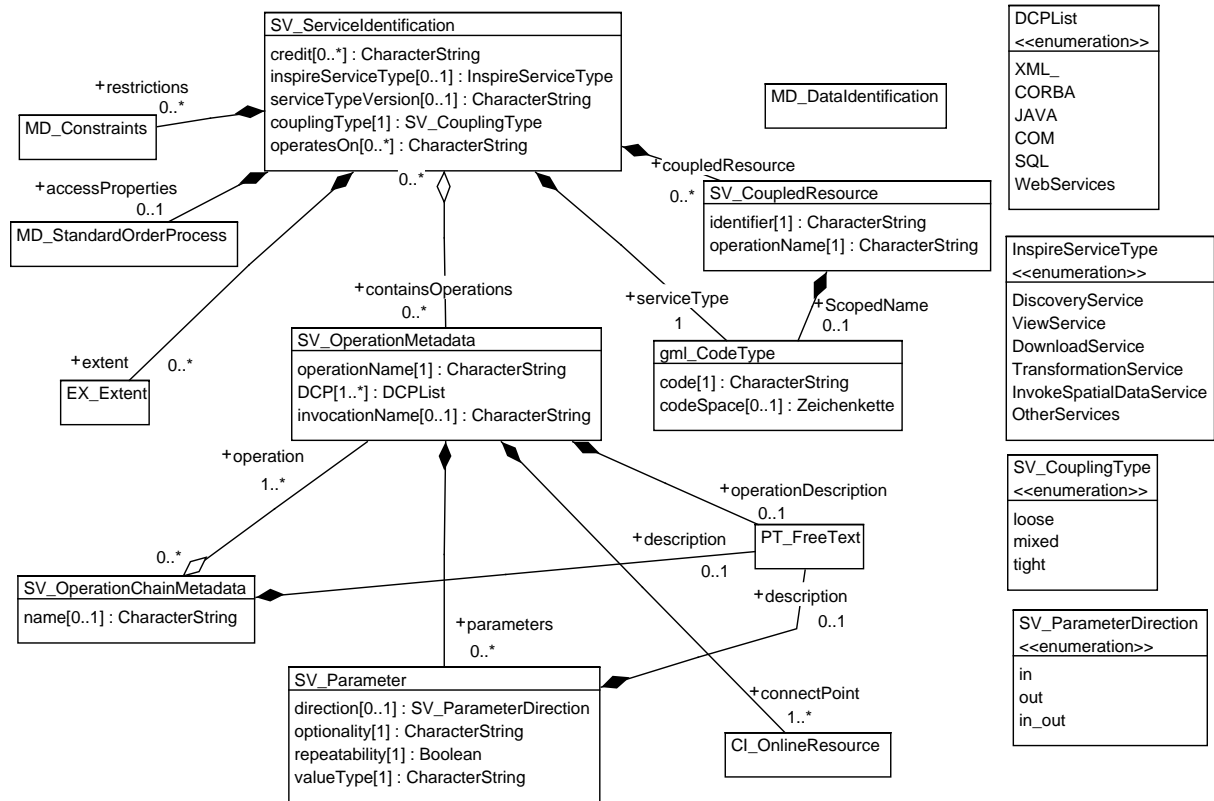 SV_ServiceIdentification
credit[0..*] : CharacterString
inspireServiceType[0..1] : InspireServiceType
serviceTypeVersion[0..1] : CharacterString
couplingType[1] : SV_CouplingType
operatesOn[0..*] : CharacterString
+restrictions
0..*
MD_Constraints
+accessProperties
0..1
MD_StandardOrderProcess
+extent
0..*
EX_Extent
0..*
+containsOperations
0..*
MD_DataIdentification
+coupledResource
0..*
SV_CoupledResource
identifier[1] : CharacterString
operationName[1] : CharacterString
+serviceType
1
+ScopedName
0..1
gml_CodeType
code[1] : CharacterString
codeSpace[0..1] : Zeichenkette
SV_OperationMetadata
operationName[1] : CharacterString
DCP[1..*] : DCPList
invocationName[0..1] : CharacterString
+operation
1..*
0..*
SV_OperationChainMetadata
name[0..1] : CharacterString
+operationDescription
0..1
PT_FreeText
+description
0..1
+description
0..1
+parameters
0..*
SV_Parameter
direction[0..1] : SV_ParameterDirection
optionality[1] : CharacterString
repeatability[1] : Boolean
valueType[1] : CharacterString
+connectPoint
1..*
CI_OnlineResource
DCPList
<<enumeration>>
XML_
CORBA
JAVA
COM
SQL
WebServices
InspireServiceType
<<enumeration>>
DiscoveryService
ViewService
DownloadService
TransformationService
InvokeSpatialDataService
OtherServices
SV_CouplingType
<<enumeration>>
loose
mixed
tight
SV_ParameterDirection
<<enumeration>>
in
out
in_out